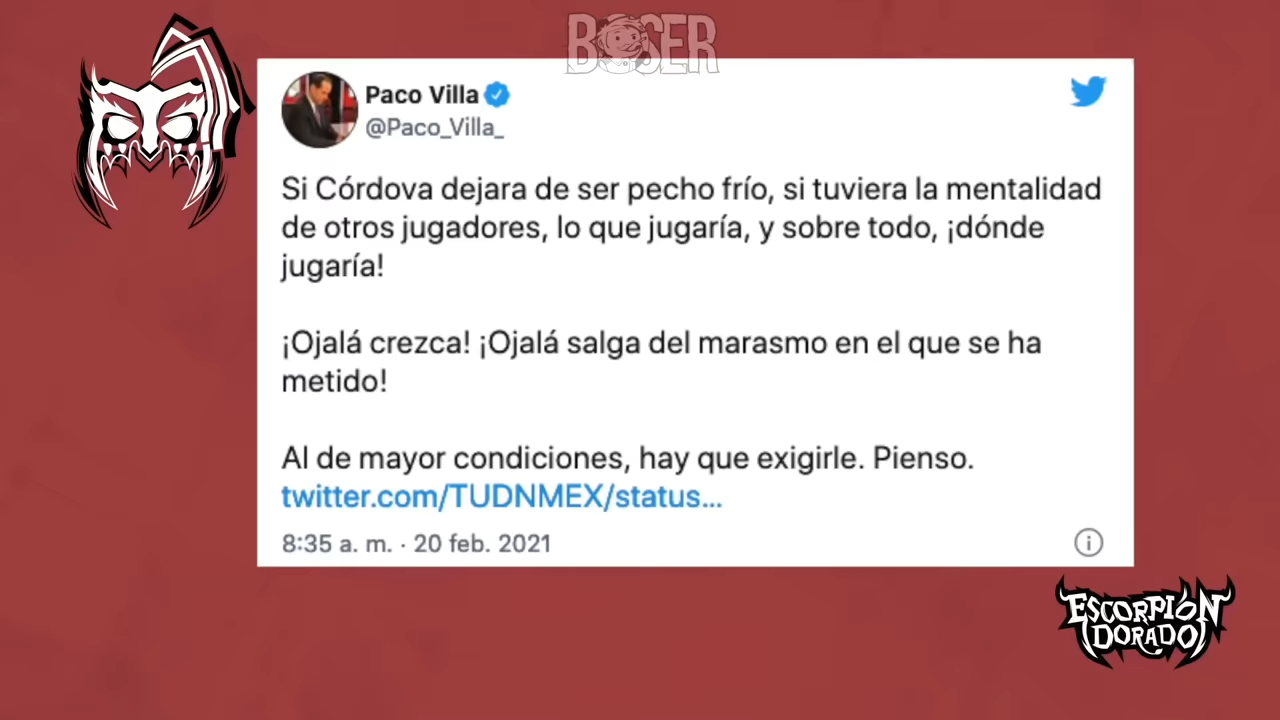 BOSER
Paco Villa
@Paco_Villa_
Si Córdova dejara de ser pecho frío, si tuviera la mentalidad
de otros jugadores, lo que jugaría, y sobre todo, ¡dónde
jugaría!
¡Ojalá crezca! ¡Ojalá salga del marasmo en el que se ha
metido!
Al de mayor condiciones, hay que exigirle. Pienso.
twitter.com/TUDNMEX/status...
8:35 a. m. · 20 feb. 2021
ESCORPIÓN
DORADO